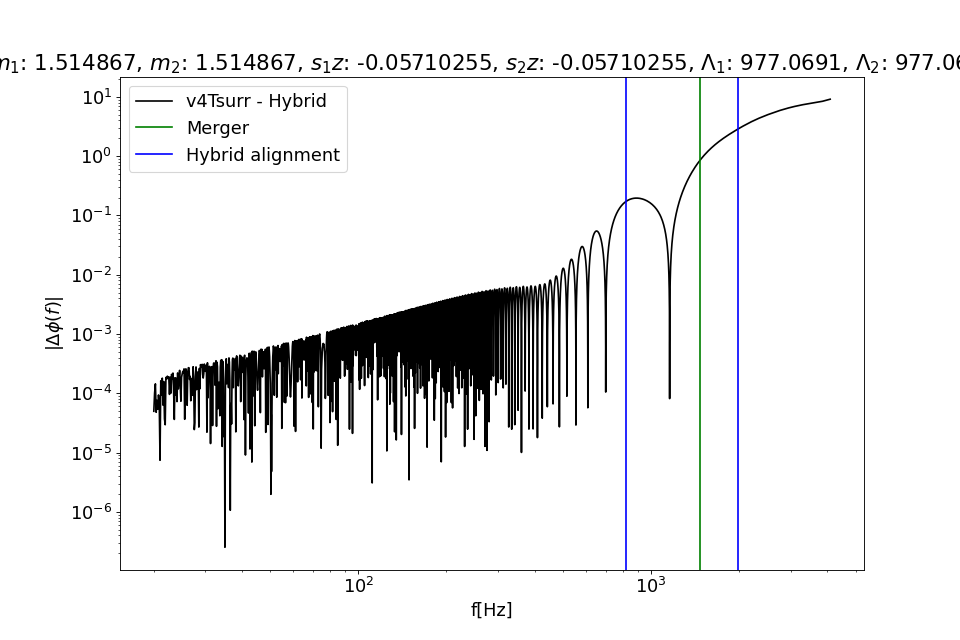 m₁: 1.514867, m₂: 1.514867, s₁z: -0.05710255, s₂z: -0.05710255, Λ₁: 977.0691, Λ₂: 977.06
v4Tsurr - Hybrid
Merger
Hybrid alignment
10¹
10⁰
10⁻¹
10⁻²
10⁻³
10⁻⁴
10⁻⁵
10⁻⁶
|Δϕ(f)|
10² 10³
f[Hz]